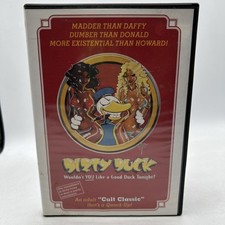 MADDER THAN DAFFY
DUMBER THAN DONALD
MORE EXISTENTIAL THAN HOWARD!
DIRTY DUCK
Wouldn't YOU Like a Good Duck Tonight?
An adult "Cult Classic"
that's a Quack-Up!